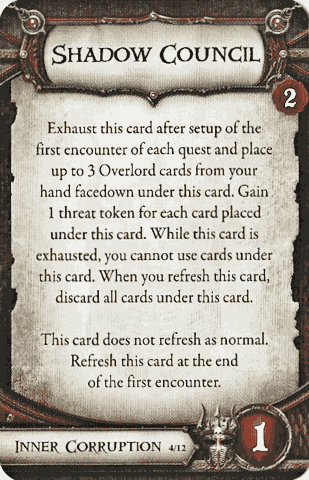 Shadow Council
2
Exhaust this card after setup of the
first encounter of each quest and place
up to 3 Overlord cards from your
hand facedown under this card. Gain
1 threat token for each card placed
under this card. While this card is
exhausted, you cannot use cards under
this card. When you refresh this card,
discard all cards under this card.
This card does not refresh as normal.
Refresh this card at the end
of the first encounter.
Inner Corruption 4/12
1